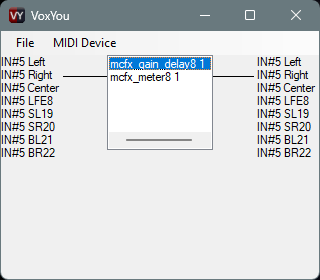 VoxYou
File MIDI Device
IN#5 Left
IN#5 Right
IN#5 Center
IN#5 LFE8
IN#5 SL19
IN#5 SR20
IN#5 BL21
IN#5 BR22
mcfx_gain_delay8 1
mcfx_meter8 1
IN#5 Left
IN#5 Right
IN#5 Center
IN#5 LFE8
IN#5 SL19
IN#5 SR20
IN#5 BL21
IN#5 BR22